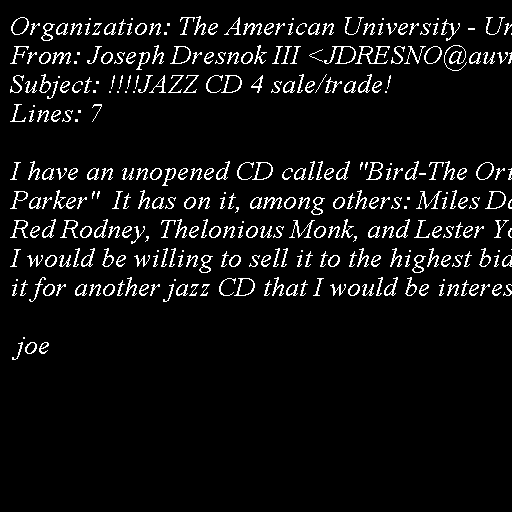 Organization: The American University - Un
From: Joseph Dresnok III <JDRESNO@auv
Subject: !!!!JAZZ CD 4 sale/trade!
Lines: 7

I have an unopened CD called "Bird-The Ori
Parker"  It has on it, among others: Miles Da
Red Rodney, Thelonious Monk, and Lester Yo
I would be willing to sell it to the highest bid
it for another jazz CD that I would be interes

joe